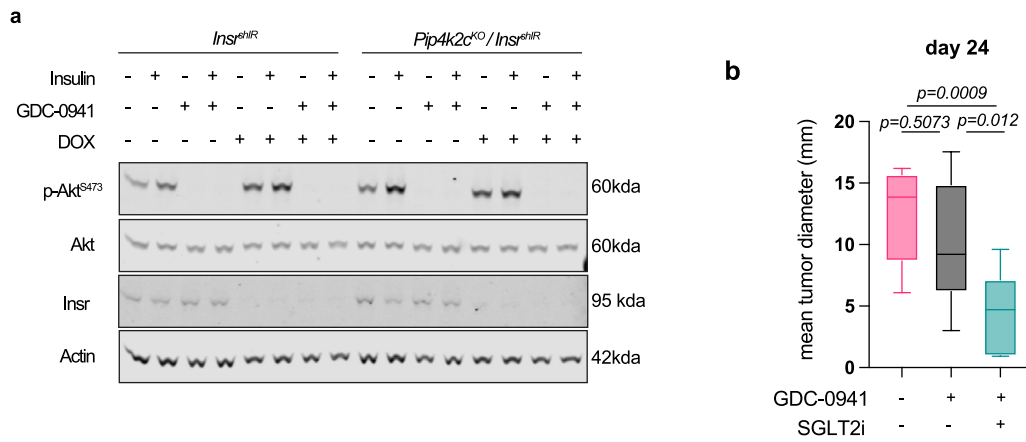 a
Insr^shIR Pip4k2c^KO / Insr^shIR
Insulin - + - + - + - + - + - + - + - +
GDC-0941 - - + + - - + + - - + + - - + +
DOX - - - - + + + + - - - - + + + +
p-Akt^S473 60kda
Akt 60kda
Insr 95 kda
Actin 42kda
b
day 24
p=0.0009
p=0.5073 p=0.012
mean tumor diameter (mm)
20
15
10
5
0
GDC-0941 - + +
SGLT2i - - +